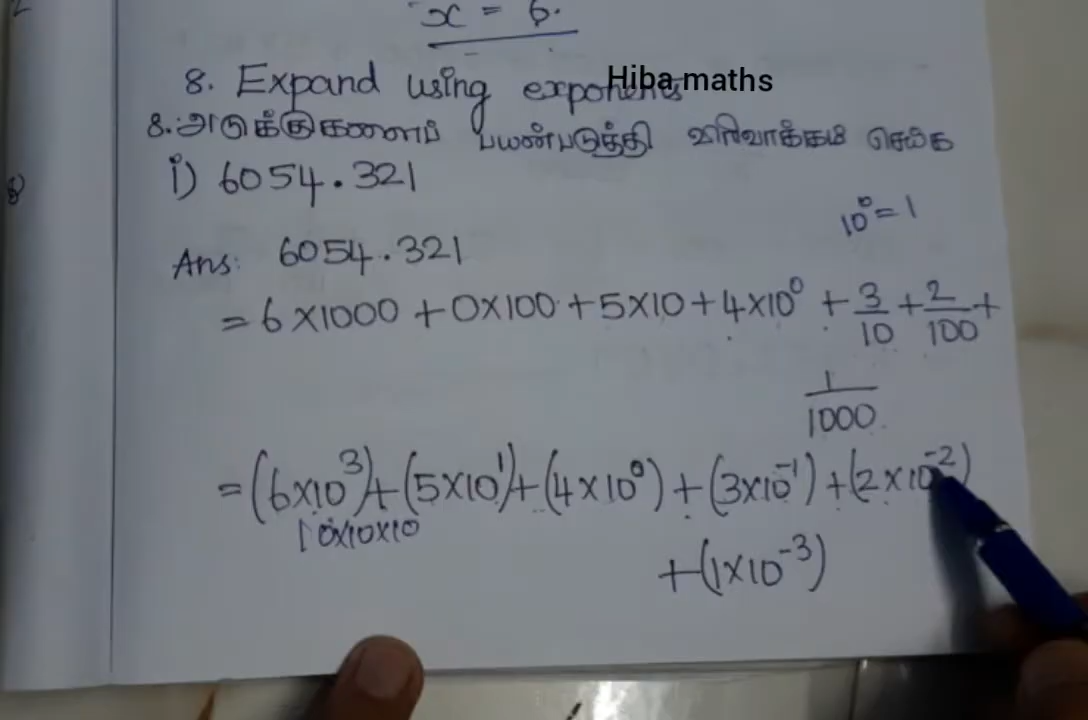 x = 6.
8. Expand using exponents
Hiba maths
8. அடுக்குகளைப் பயன்படுத்தி விரிவாக்கம் செய்க
i) 6054.321
10⁰ = 1
Ans: 6054.321
= 6 × 1000 + 0 × 100 + 5 × 10 + 4 × 10⁰ + 3/10 + 2/100 +
1/1000
= (6 × 10³) + (5 × 10¹) + (4 × 10⁰) + (3 × 10⁻¹) + (2 × 10⁻²)
10×10×10
+ (1 × 10⁻³)